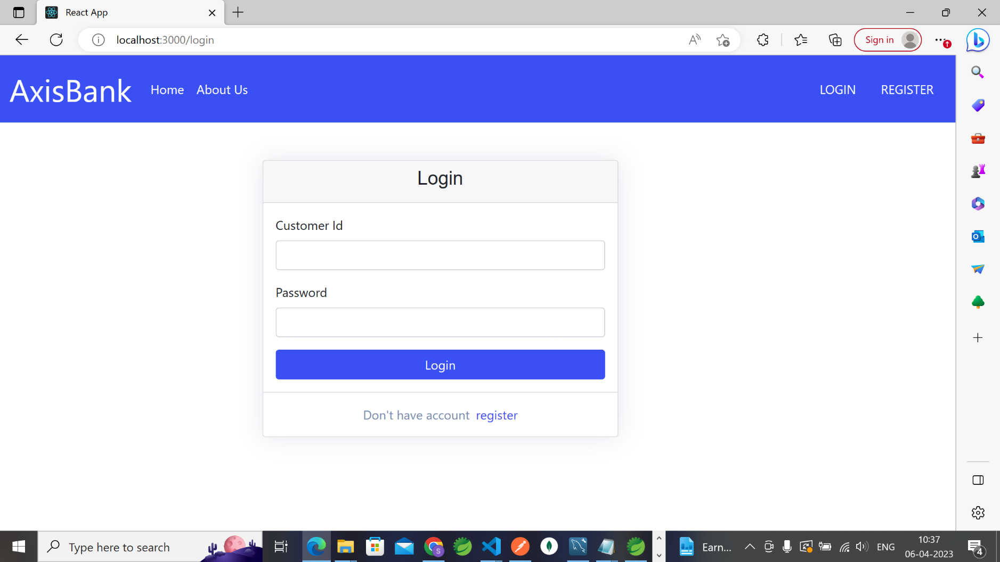 React App
localhost:3000/login
Sign in
AxisBank Home About Us LOGIN REGISTER
Login
Customer Id
Password
Login
Don't have account register
Type here to search
Earn...
ENG
10:37
06-04-2023
4